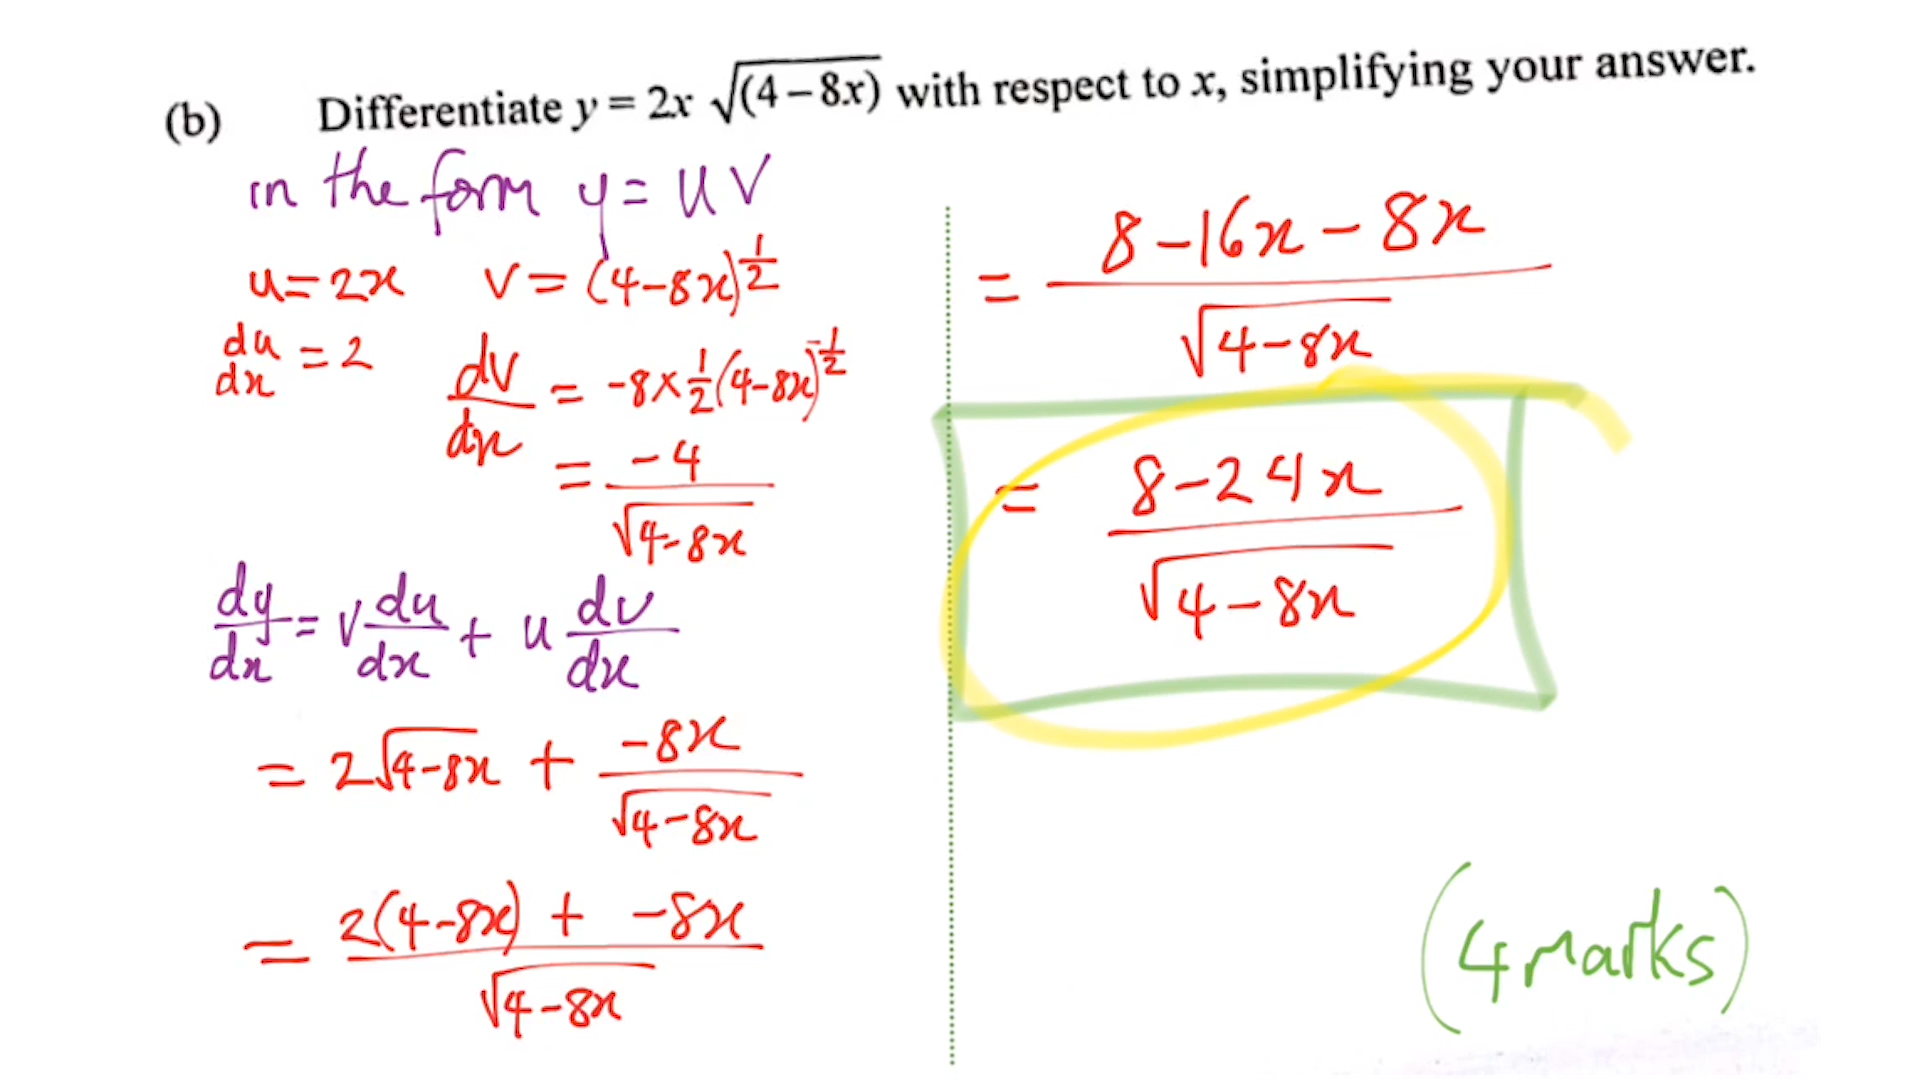 (b) Differentiate y = 2x √(4 – 8x) with respect to x, simplifying your answer.
in the form y = uv
u = 2x v = (4-8x)^½
du/dx = 2 dv/dx = -8 × ½ (4-8x)^-½
= -4/√4-8x
dy/dx = v du/dx + u dv/dx
= 2√4-8x + -8x/√4-8x
= 2(4-8x) + -8x/√4-8x
= 8-16x-8x/√4-8x
= 8-24x/√4-8x
(4 marks)